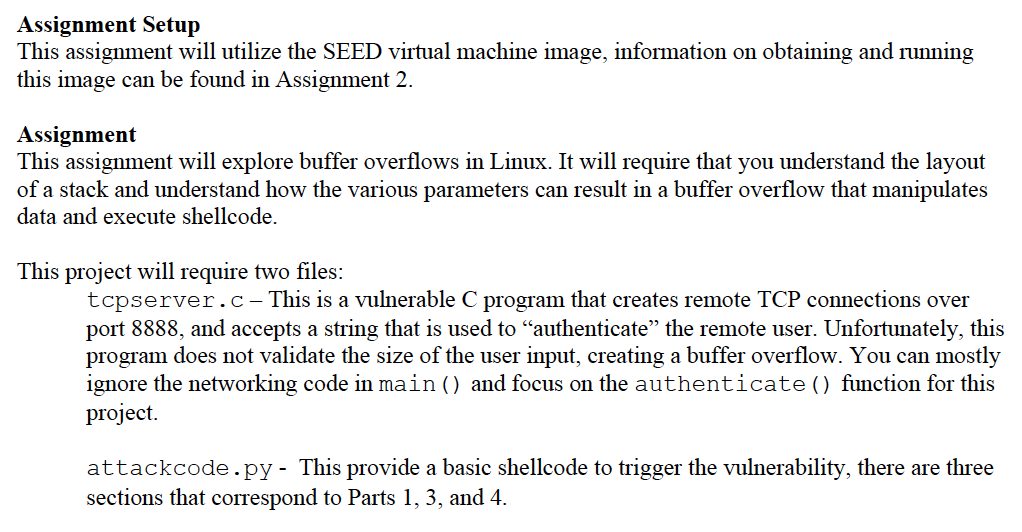 Assignment Setup
This assignment will utilize the SEED virtual machine image, information on obtaining and running
this image can be found in Assignment 2.
Assignment
This assignment will explore buffer overflows in Linux. It will require that you understand the layout
of a stack and understand how the various parameters can result in a buffer overflow that manipulates
data and execute shellcode.
This project will require two files:
tcpserver.c – This is a vulnerable C program that creates remote TCP connections over
port 8888, and accepts a string that is used to “authenticate” the remote user. Unfortunately, this
program does not validate the size of the user input, creating a buffer overflow. You can mostly
ignore the networking code in main() and focus on the authenticate() function for this
project.
attackcode.py - This provide a basic shellcode to trigger the vulnerability, there are three
sections that correspond to Parts 1, 3, and 4.